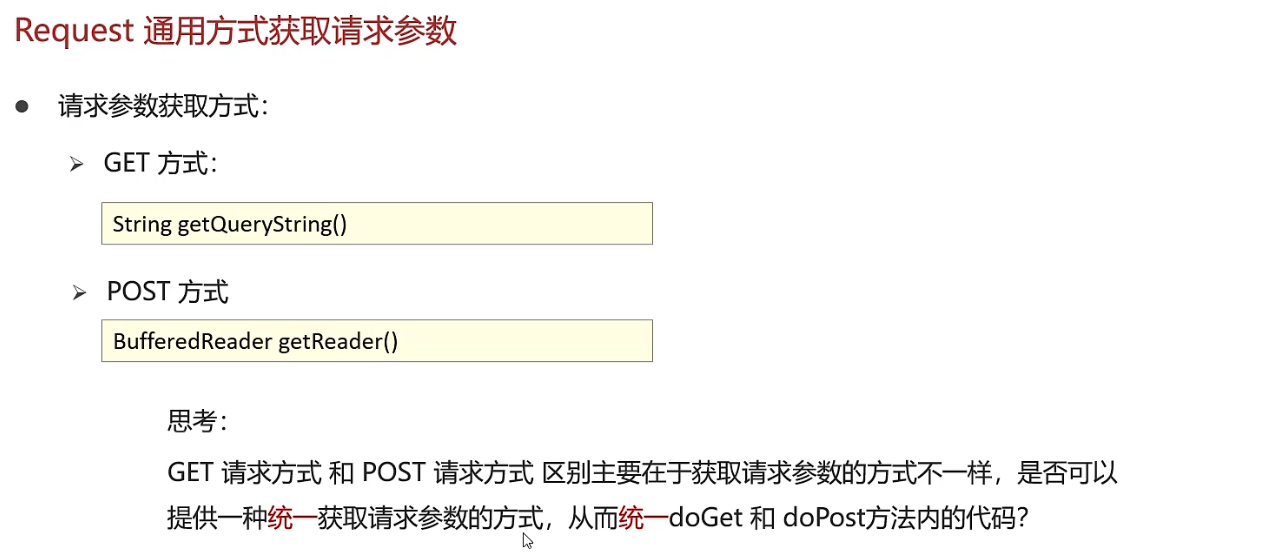 Request 通用方式获取请求参数
请求参数获取方式：
GET 方式：
String getQueryString()
POST 方式
BufferedReader getReader()
思考：
GET 请求方式 和 POST 请求方式 区别主要在于获取请求参数的方式不一样，是否可以
提供一种统一获取请求参数的方式，从而统一doGet 和 doPost方法内的代码？